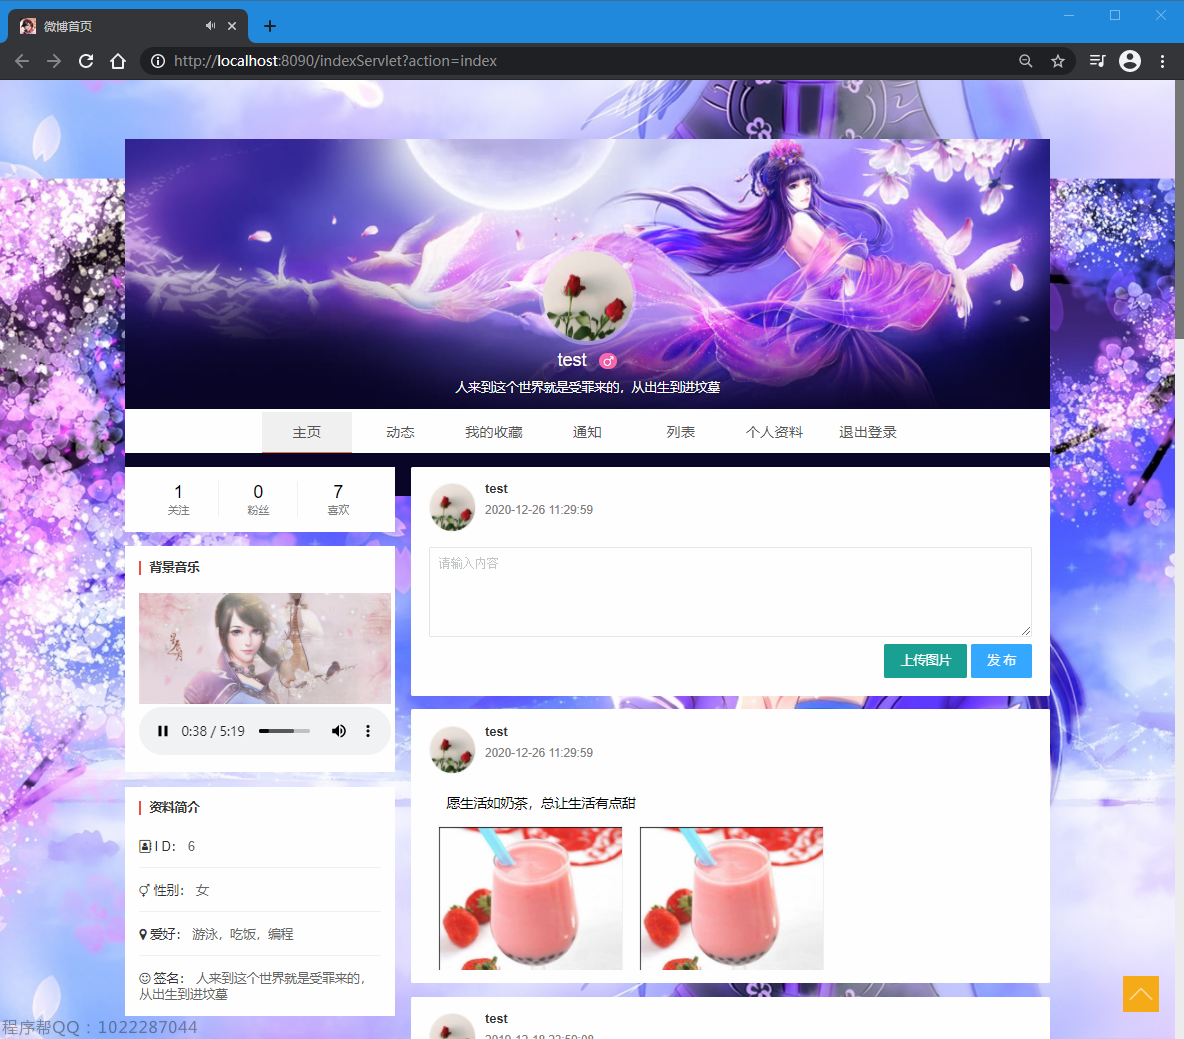 微博首页
http://localhost:8090/indexServlet?action=index
test
人来到这个世界就是受罪来的，从出生到进坟墓
主页 动态 我的收藏 通知 列表 个人资料 退出登录
1 0 7
关注 粉丝 喜欢
背景音乐
0:38 / 5:19
资料简介
I D： 6
性别： 女
爱好： 游泳，吃饭，编程
签名： 人来到这个世界就是受罪来的，
从出生到进坟墓
test
2020-12-26 11:29:59
请输入内容
上传图片 发 布
test
2020-12-26 11:29:59
愿生活如奶茶，总让生活有点甜
test
程序帮QQ：1022287044